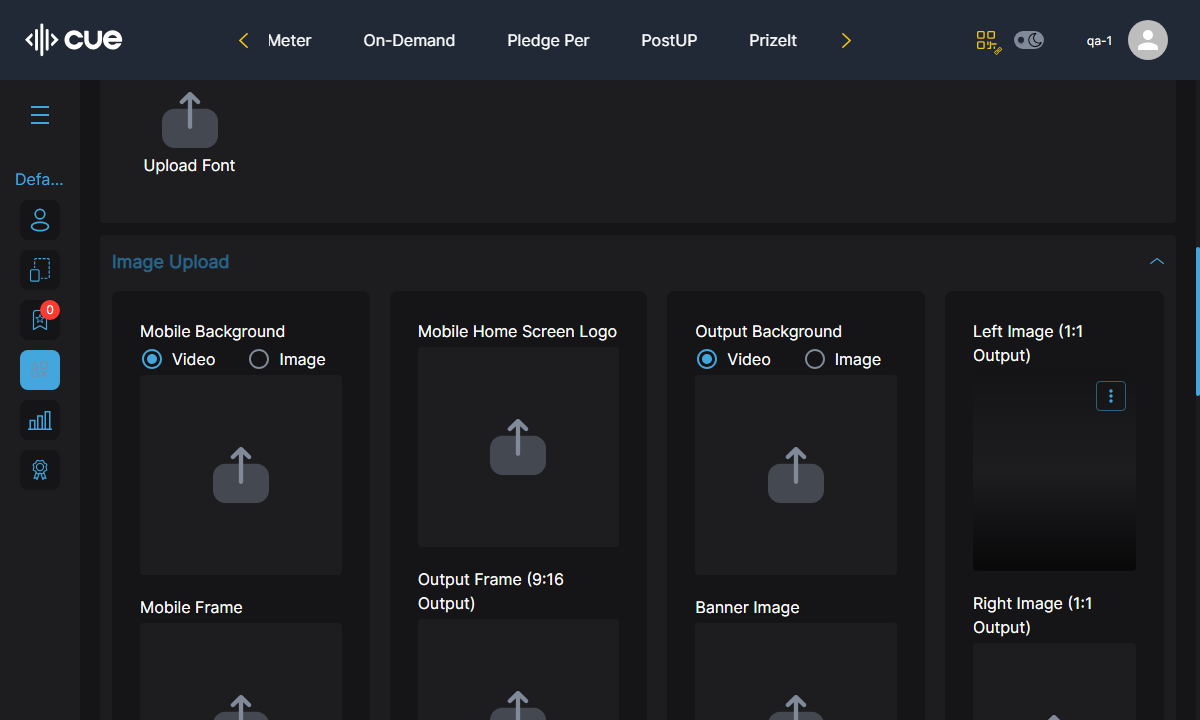 cue
Meter
On-Demand
Pledge Per
PostUP
PrizeIt
qa-1
Defa...
0
Upload Font
Image Upload
Mobile Background
Video
Image
Mobile Home Screen Logo
Output Background
Video
Image
Left Image (1:1
Output)
Mobile Frame
Output Frame (9:16
Output)
Banner Image
Right Image (1:1
Output)